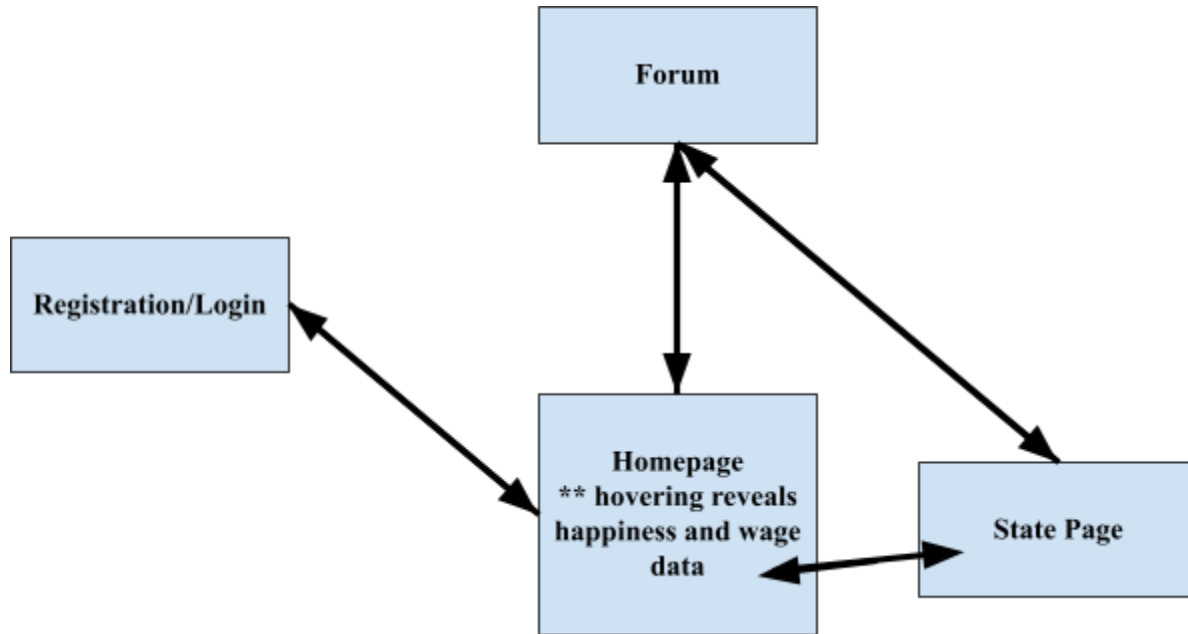 Forum
Registration/Login
Homepage
** hovering reveals
happiness and wage
data
State Page